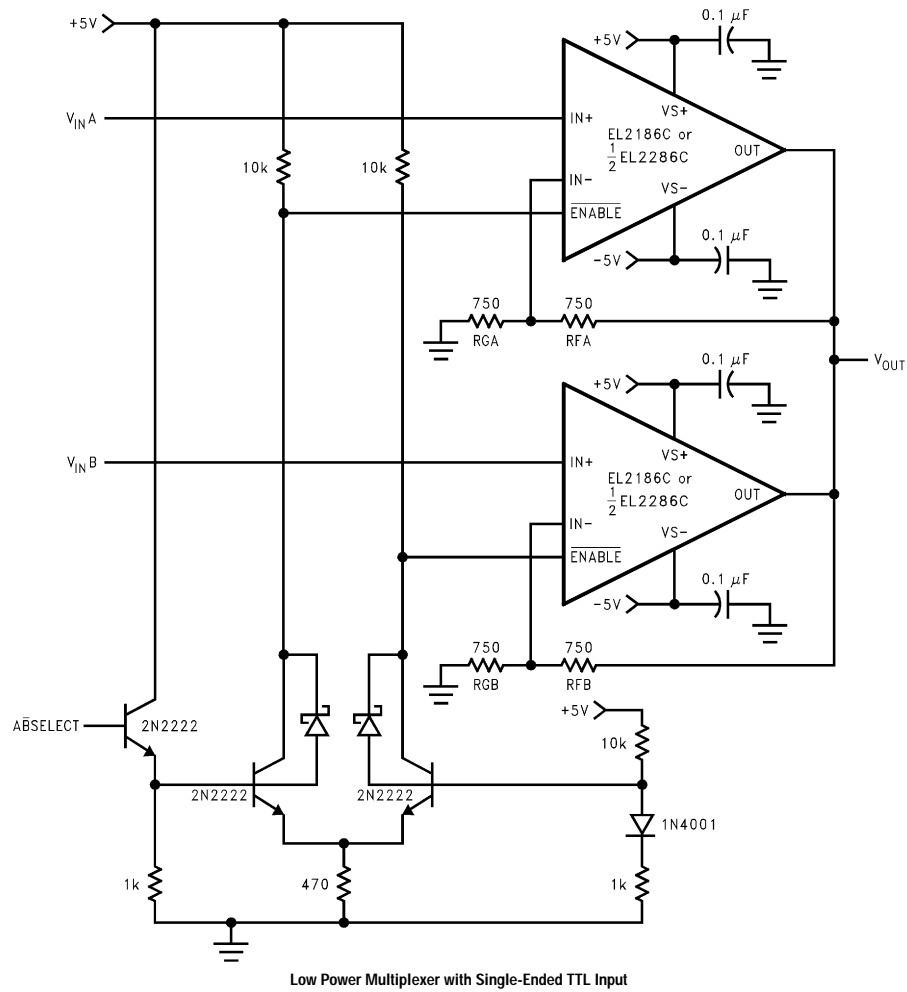 +5V
0.1 µF
+5V
V_IN A
IN+
VS+
EL2186C or
1/2 EL2286C
OUT
10k
10k
IN-
VS-
ENABLE
0.1 µF
-5V
750
750
RGA
RFA
0.1 µF
V_OUT
+5V
V_IN B
IN+
VS+
EL2186C or
1/2 EL2286C
OUT
IN-
VS-
ENABLE
0.1 µF
-5V
750
750
RGB
RFB
+5V
AB̄SELECT
2N2222
10k
2N2222
2N2222
1N4001
1k
470
1k
Low Power Multiplexer with Single-Ended TTL Input